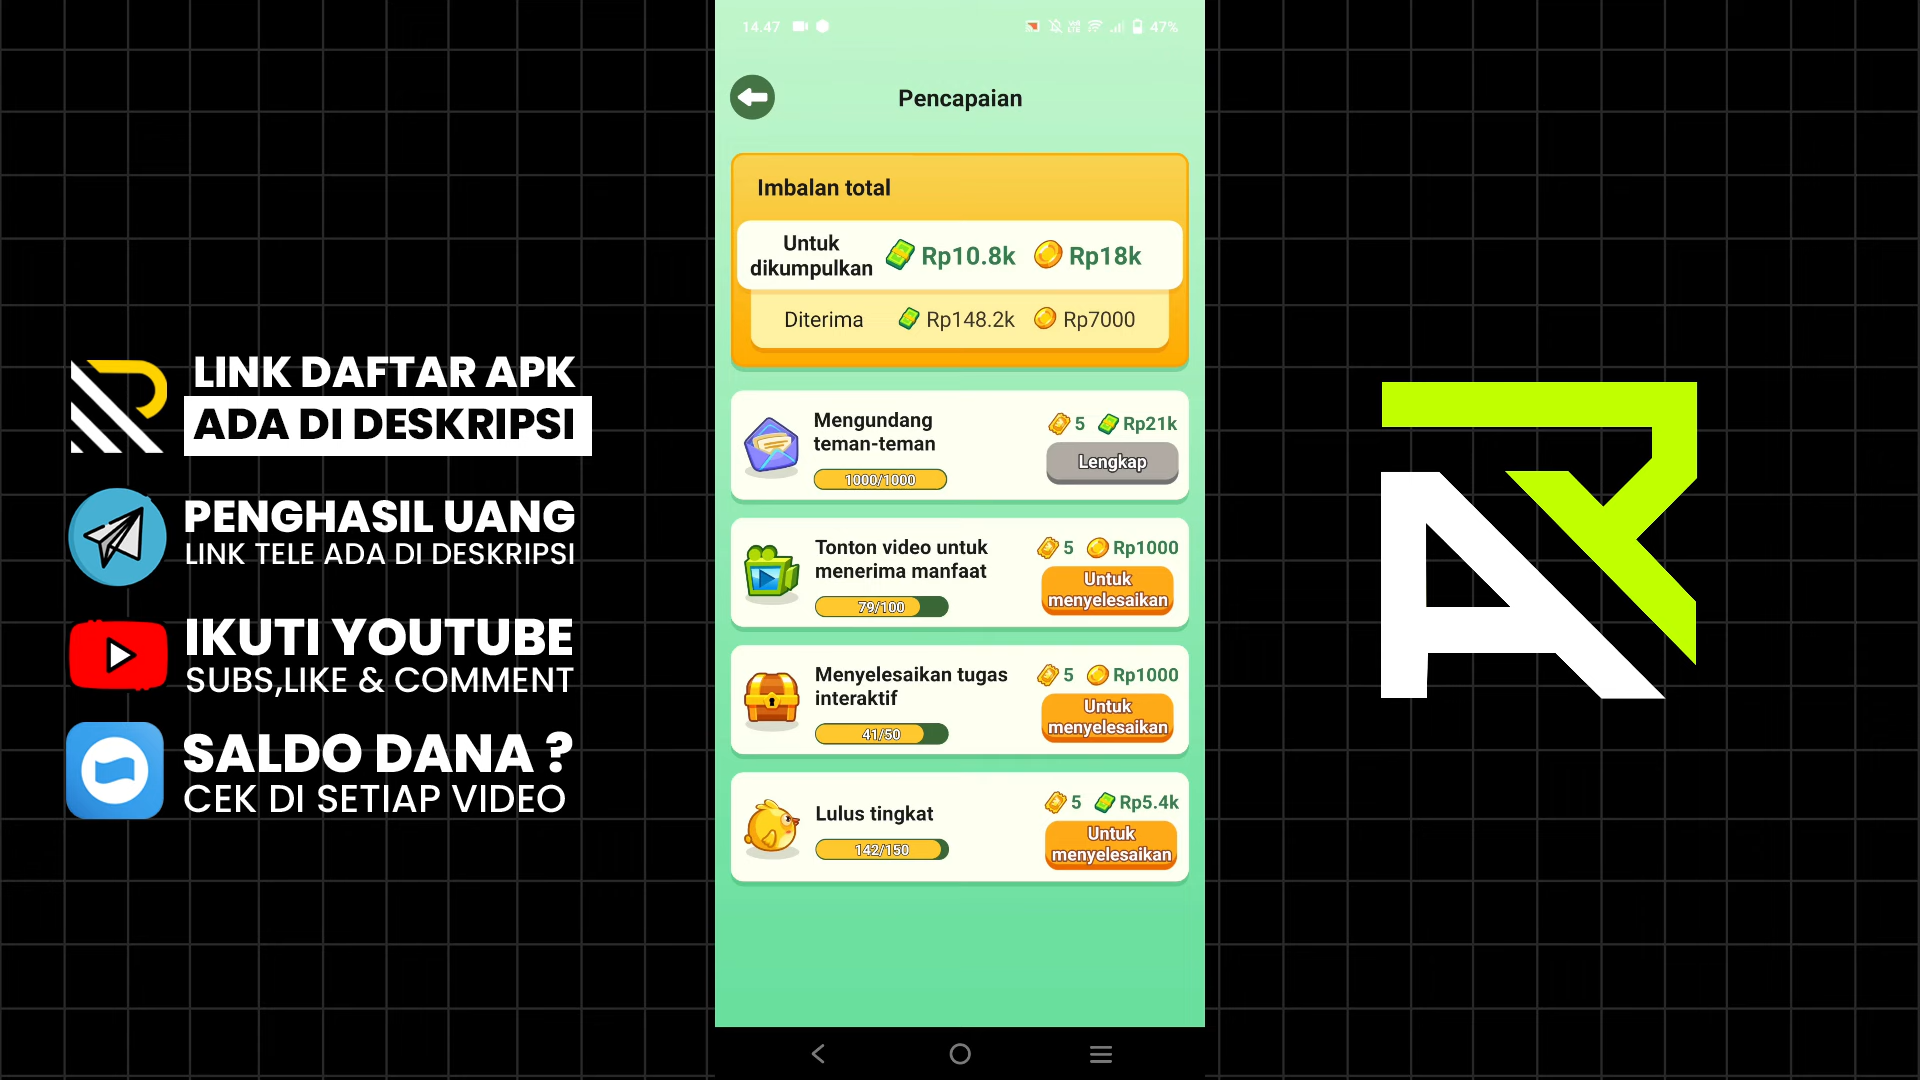 LINK DAFTAR APK
ADA DI DESKRIPSI
PENGHASIL UANG
LINK TELE ADA DI DESKRIPSI
IKUTI YOUTUBE
SUBS,LIKE & COMMENT
SALDO DANA ?
CEK DI SETIAP VIDEO
14.47
47%
Pencapaian
Imbalan total
Untuk
dikumpulkan
Rp10.8k
Rp18k
Diterima
Rp148.2k
Rp7000
Mengundang
teman-teman
1000/1000
5
Rp21k
Lengkap
Tonton video untuk
menerima manfaat
79/100
5
Rp1000
Untuk
menyelesaikan
Menyelesaikan tugas
interaktif
41/50
5
Rp1000
Untuk
menyelesaikan
Lulus tingkat
142/150
5
Rp5.4k
Untuk
menyelesaikan
AR